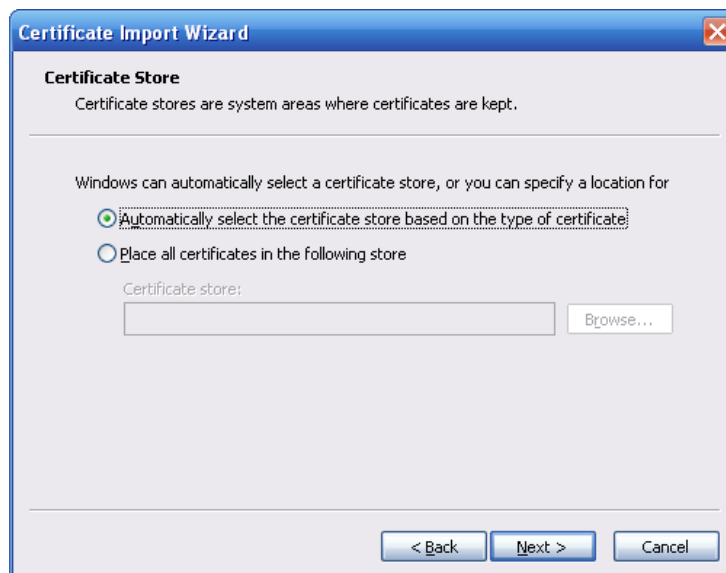 Certificate Import Wizard
Certificate Store
Certificate stores are system areas where certificates are kept.
Windows can automatically select a certificate store, or you can specify a location for
Automatically select the certificate store based on the type of certificate
Place all certificates in the following store
Certificate store:
Browse...
< Back Next > Cancel